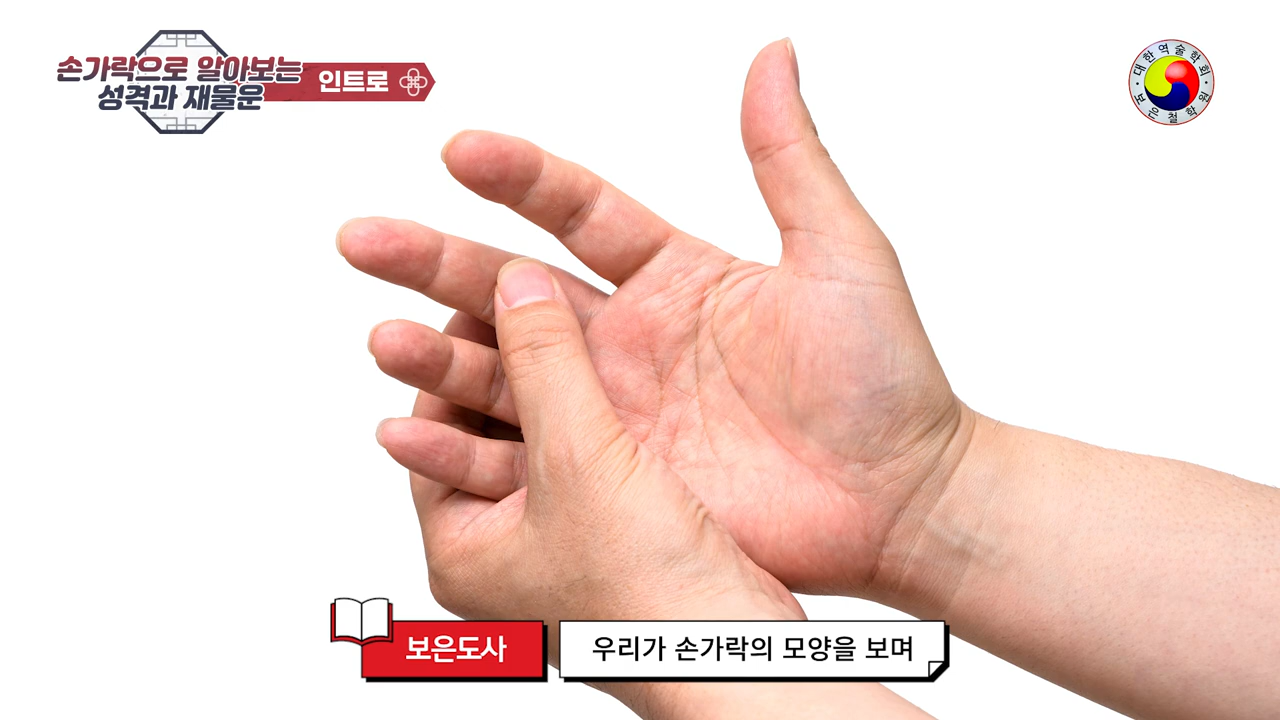 손가락으로 알아보는
성격과 재물운
인트로
대한역술학회
보은철학원
보은도사
우리가 손가락의 모양을 보며